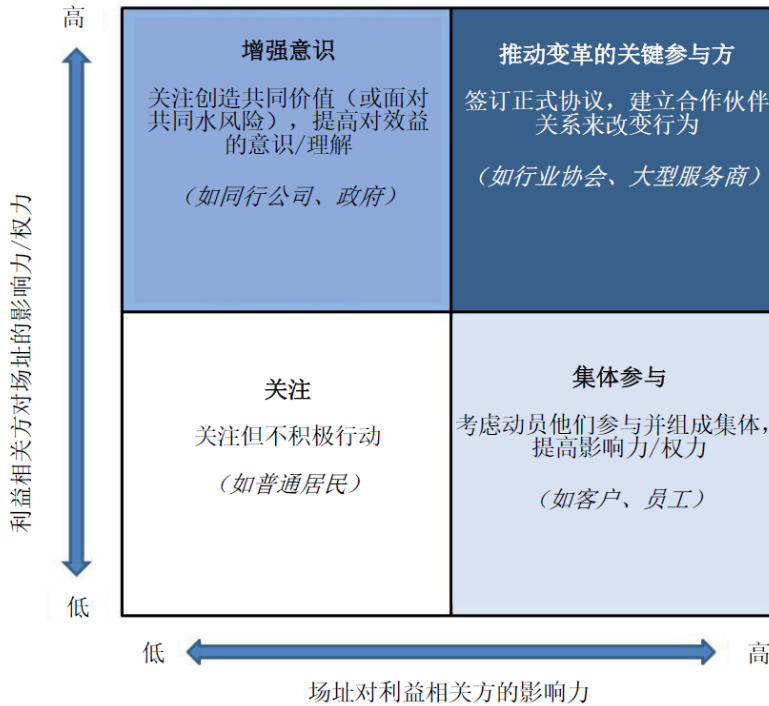 高
利益相关方对场址的影响力/权力
低
增强意识
关注创造共同价值（或面对
共同水风险），提高对效益
的意识/理解
（如同行公司、政府）
推动变革的关键参与方
签订正式协议，建立合作伙伴
关系来改变行为
（如行业协会、大型服务商）
关注
关注但不积极行动
（如普通居民）
集体参与
考虑动员他们参与并组成集体，
提高影响力/权力
（如客户、员工）
低
高
场址对利益相关方的影响力